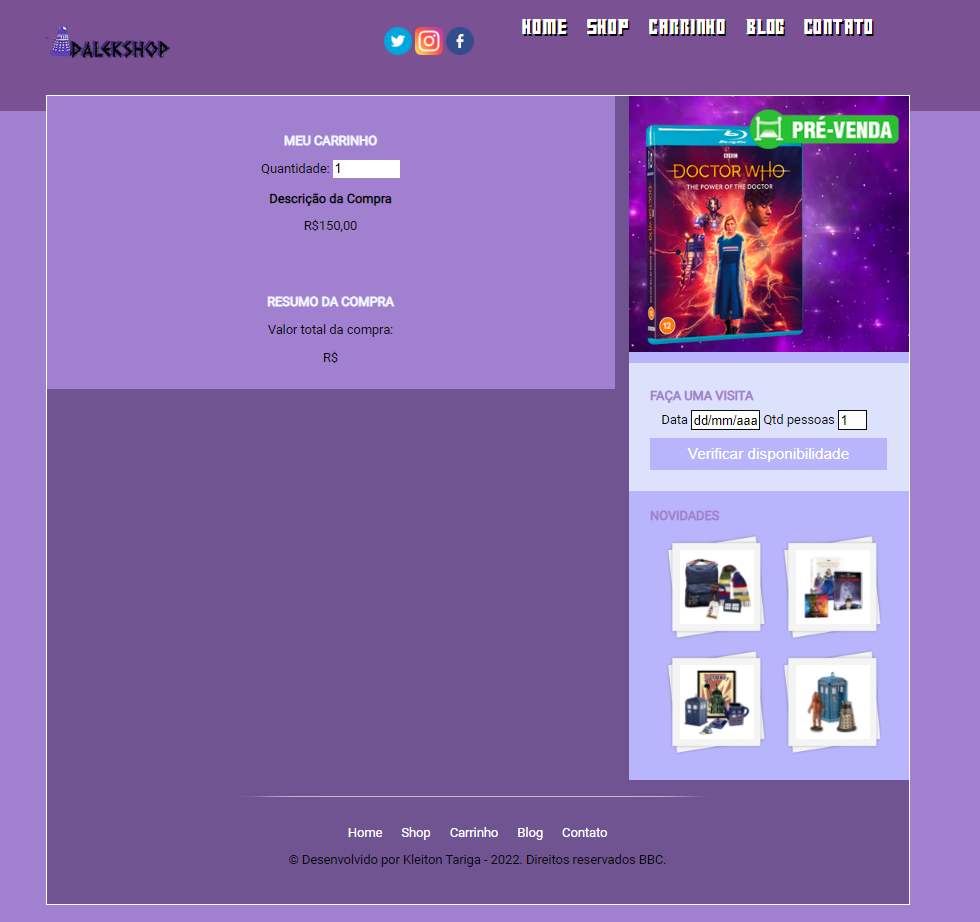 DALEKSHOP
HOME SHOP CARRINHO BLOG CONTATO
MEU CARRINHO
Quantidade: 1
Descrição da Compra
R$150,00
RESUMO DA COMPRA
Valor total da compra:
R$
PRÉ-VENDA
BBC
DOCTOR WHO
THE POWER OF THE DOCTOR
12
FAÇA UMA VISITA
Data dd/mm/aaa Qtd pessoas 1
Verificar disponibilidade
NOVIDADES
Home Shop Carrinho Blog Contato
© Desenvolvido por Kleiton Tariga - 2022. Direitos reservados BBC.